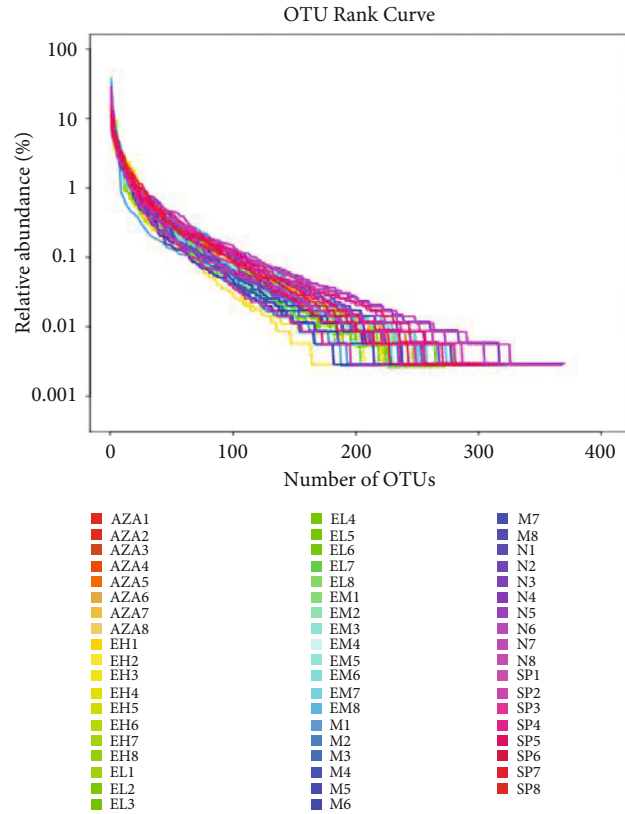 OTU Rank Curve
100
10
1
0.1
0.01
0.001
Relative abundance (%)
0
100
200
300
400
Number of OTUs
AZA1
AZA2
AZA3
AZA4
AZA5
AZA6
AZA7
AZA8
EH1
EH2
EH3
EH4
EH5
EH6
EH7
EH8
EL1
EL2
EL3
EL4
EL5
EL6
EL7
EL8
EM1
EM2
EM3
EM4
EM5
EM6
EM7
EM8
M1
M2
M3
M4
M5
M6
M7
M8
N1
N2
N3
N4
N5
N6
N7
N8
SP1
SP2
SP3
SP4
SP5
SP6
SP7
SP8